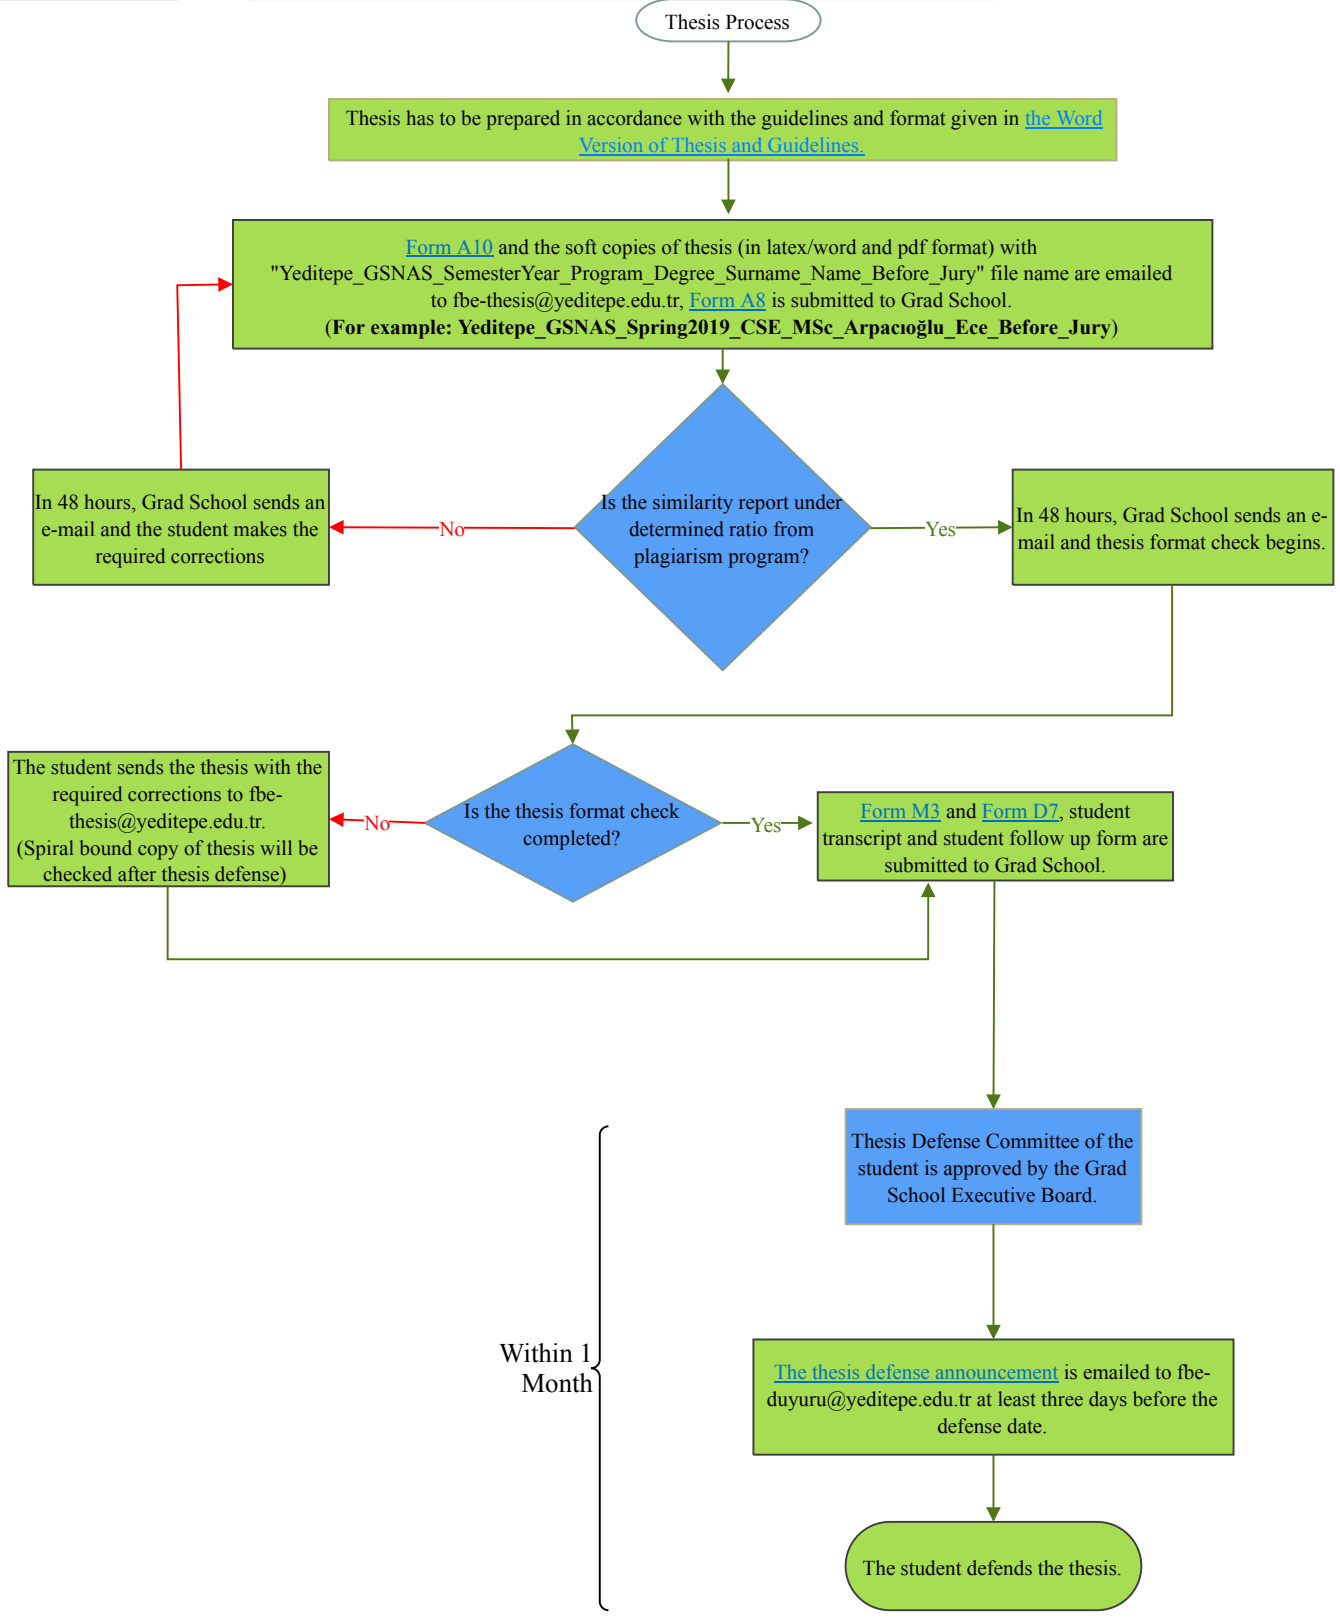 Thesis Process
Thesis has to be prepared in accordance with the guidelines and format given in the Word
Version of Thesis and Guidelines.
Form A10 and the soft copies of thesis (in latex/word and pdf format) with
"Yeditepe_GSNAS_SemesterYear_Program_Degree_Surname_Name_Before_Jury" file name are emailed
to fbe-thesis@yeditepe.edu.tr, Form A8 is submitted to Grad School.
(For example: Yeditepe_GSNAS_Spring2019_CSE_MSc_Arpacıoğlu_Ece_Before_Jury)
In 48 hours, Grad School sends an
e-mail and the student makes the
required corrections
No
Is the similarity report under
determined ratio from
plagiarism program?
Yes
In 48 hours, Grad School sends an e-
mail and thesis format check begins.
The student sends the thesis with the
required corrections to fbe-
thesis@yeditepe.edu.tr.
(Spiral bound copy of thesis will be
checked after thesis defense)
No
Is the thesis format check
completed?
Yes
Form M3 and Form D7, student
transcript and student follow up form are
submitted to Grad School.
Thesis Defense Committee of the
student is approved by the Grad
School Executive Board.
Within 1
Month
The thesis defense announcement is emailed to fbe-
duyuru@yeditepe.edu.tr at least three days before the
defense date.
The student defends the thesis.